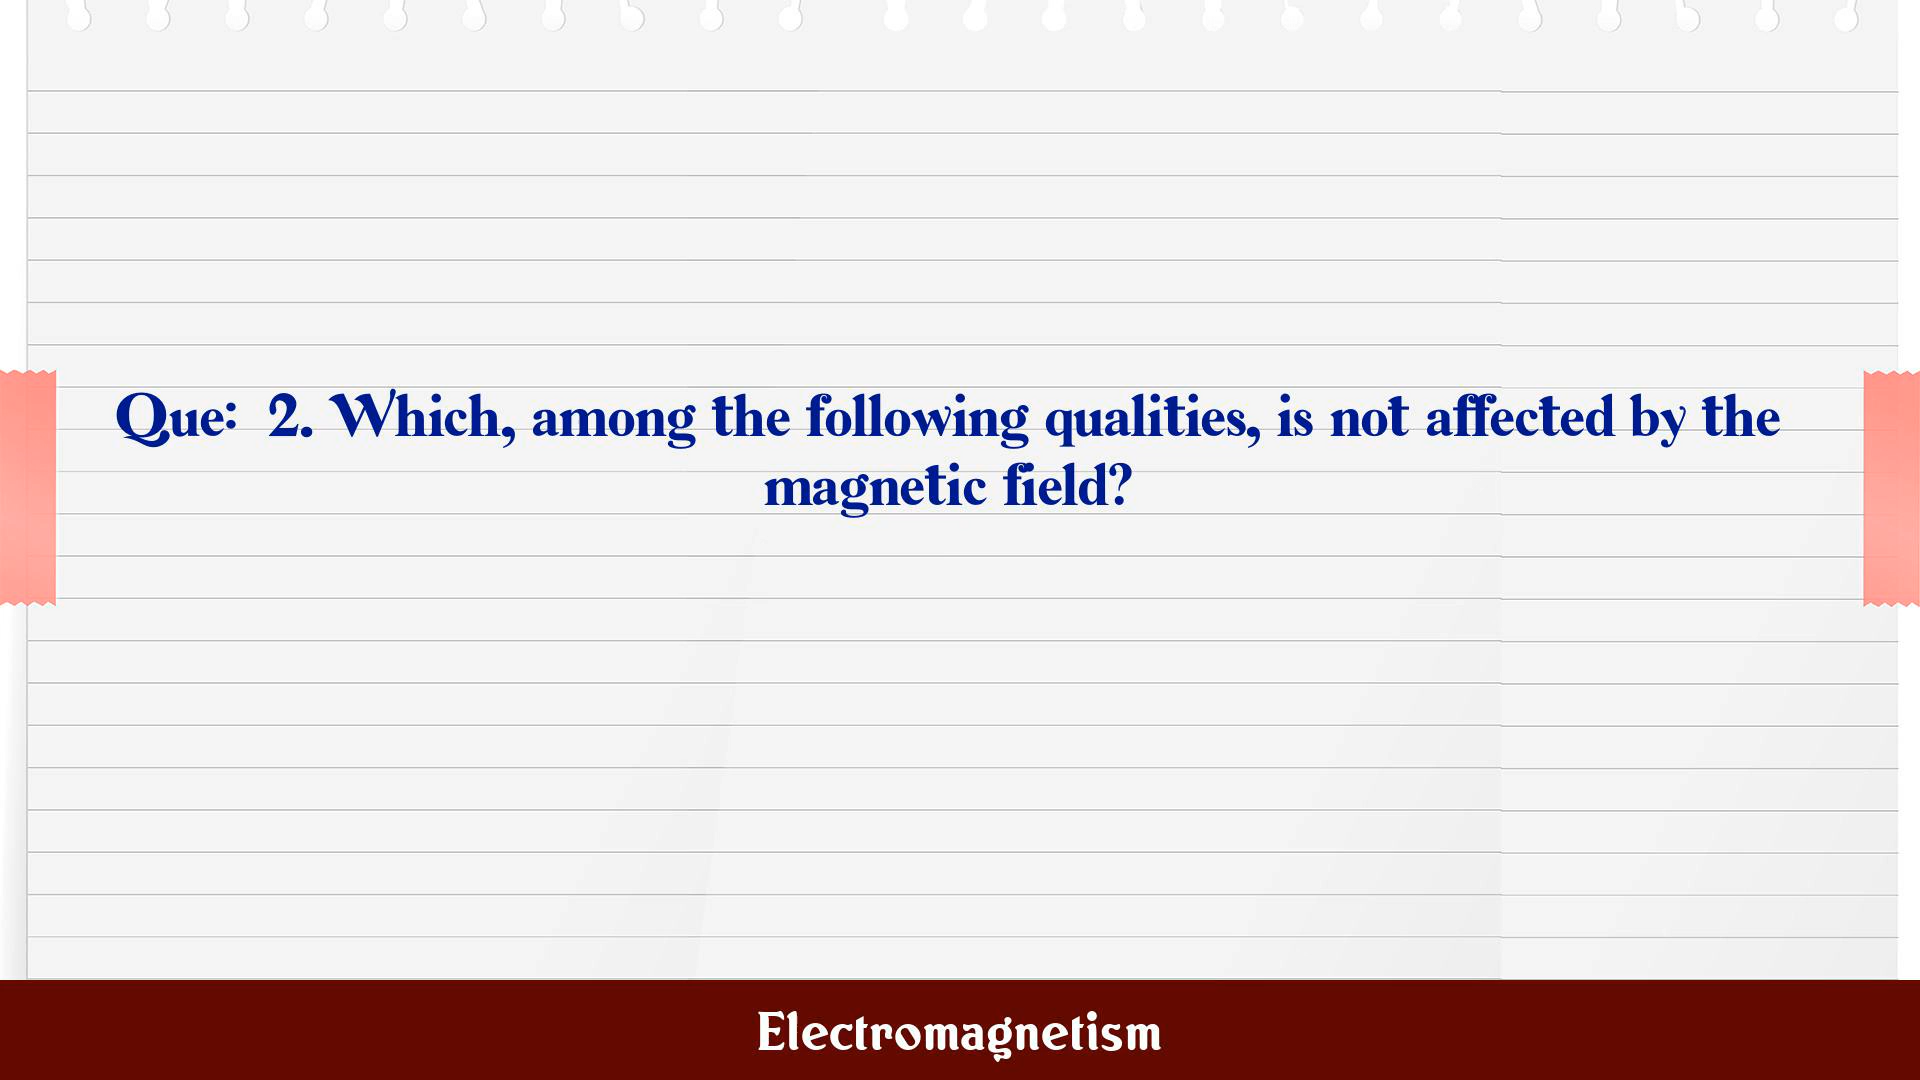 Que:  2. Which, among the following qualities, is not affected by the
magnetic field?
Electromagnetism